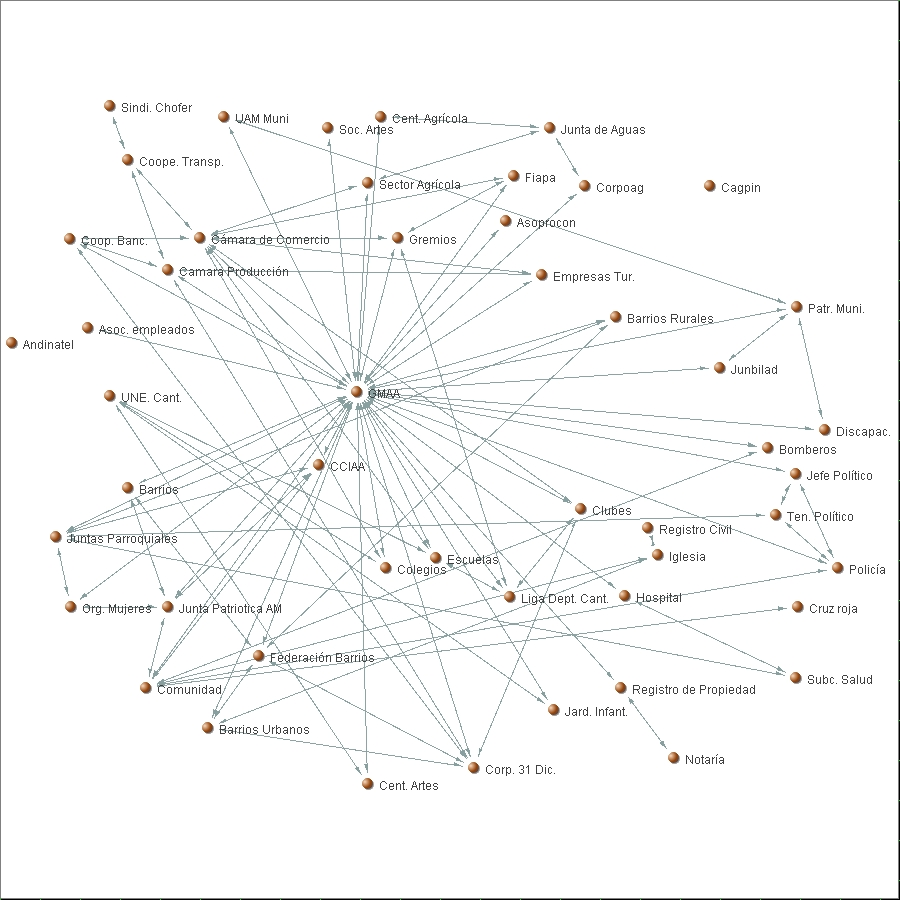 Sindi. Chofer
UAM Muni
Cent. Agrícola
Soc. Artes
Junta de Aguas
Coope. Transp.
Sector Agrícola
Fiapa
Corpoag
Cagpin
Asoprocon
Coop. Banc.
Cámara de Comercio
Gremios
Camara Producción
Empresas Tur.
Patr. Muni.
Barrios Rurales
Asoc. empleados
Andinatel
Junbilad
GMAA
UNE. Cant.
Discapac.
Bomberos
CCIAA
Jefe Político
Barrios
Clubes
Ten. Político
Registro Civil
Juntas Parroquiales
Iglesia
Escuelas
Colegios
Policía
Liga Dept. Cant.
Hospital
Org. Mujeres
Junta Patriotica AM
Cruz roja
Federación Barrios
Subc. Salud
Comunidad
Registro de Propiedad
Jard. Infant.
Barrios Urbanos
Notaría
Corp. 31 Dic.
Cent. Artes